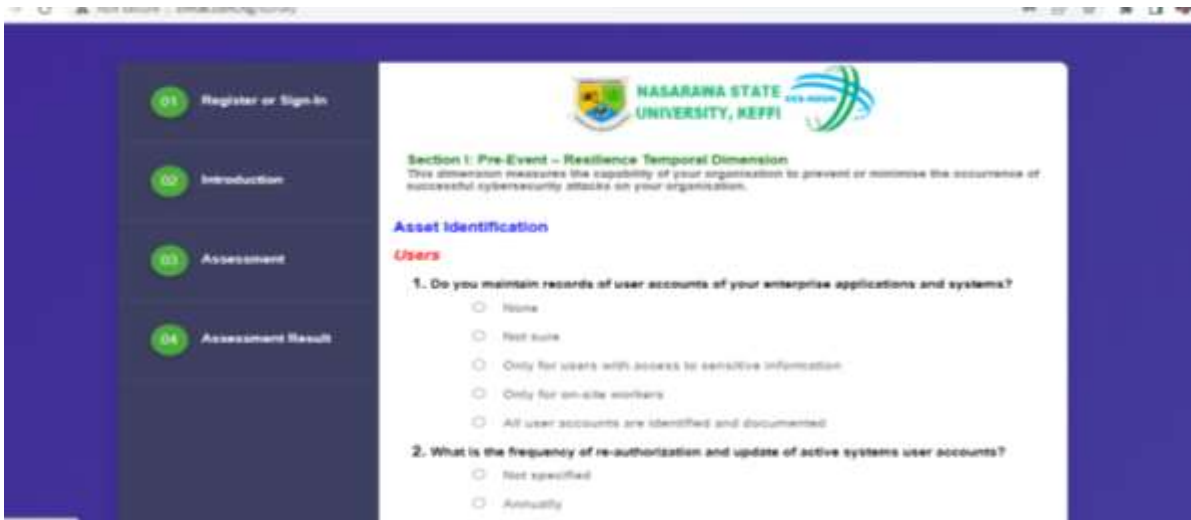 Not secure
01 Register or Sign-In
02 Introduction
03 Assessment
04 Assessment Result
NASARAWA STATE
UNIVERSITY, KEFFI
Section I: Pre-Event – Resilience Temporal Dimension
This dimension measures the capability of your organisation to prevent or minimise the occurrence of
successful cybersecurity attacks on your organisation.
Asset Identification
Users
1. Do you maintain records of user accounts of your enterprise applications and systems?
None
Not sure
Only for users with access to sensitive information
Only for on-site workers
All user accounts are identified and documented
2. What is the frequency of re-authorization and update of active systems user accounts?
Not specified
Annually